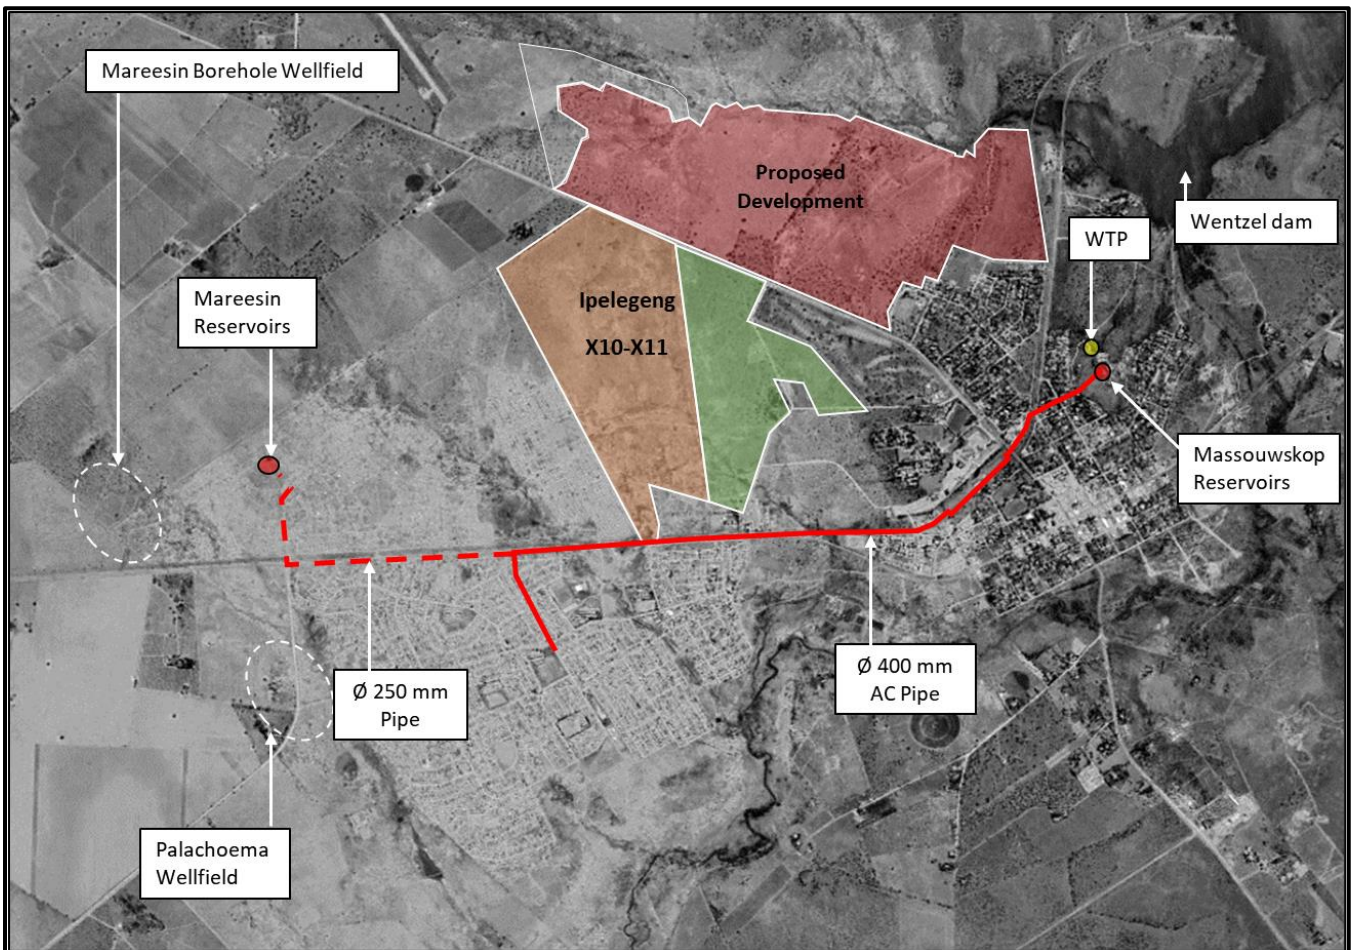 Mareesin Borehole Wellfield
Proposed
Development
Wentzel dam
WTP
Mareesin
Reservoirs
Ipelegeng
X10-X11
Massouwskop
Reservoirs
Ø 250 mm
Pipe
Ø 400 mm
AC Pipe
Palachoema
Wellfield